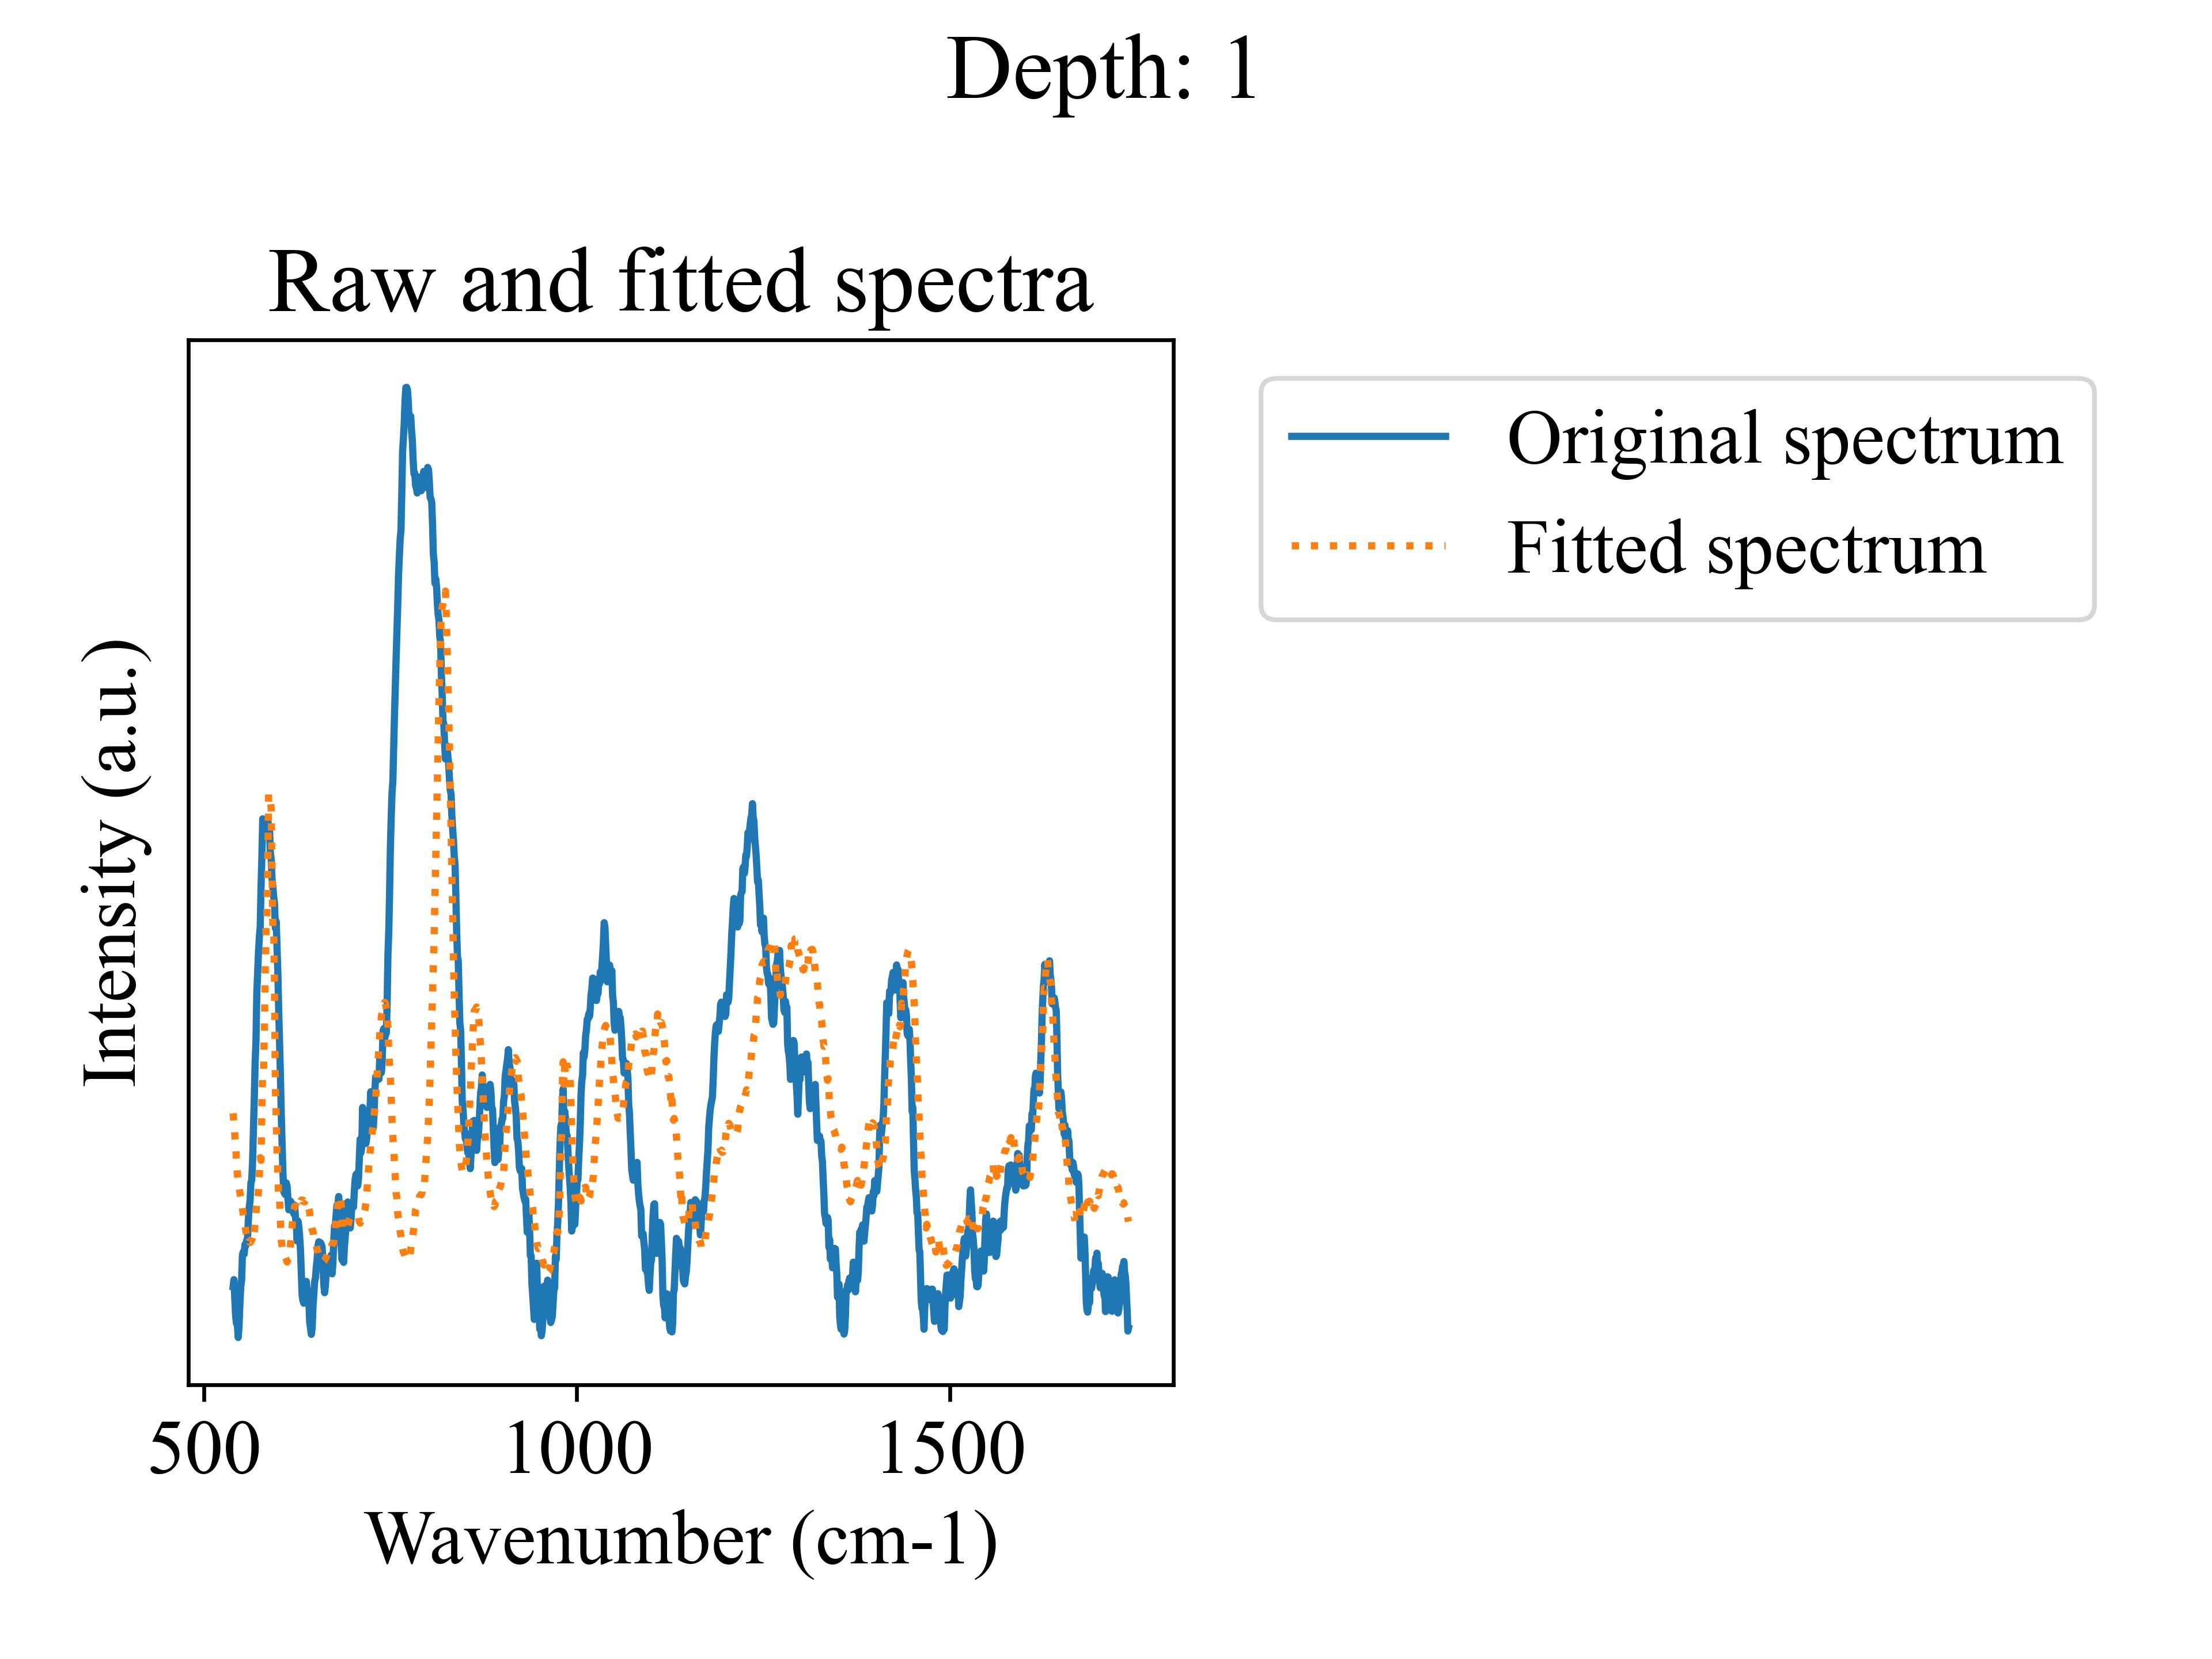 Depth: 1
Raw and fitted spectra
Original spectrum
Fitted spectrum
Intensity (a.u.)
500 1000 1500
Wavenumber (cm-1)